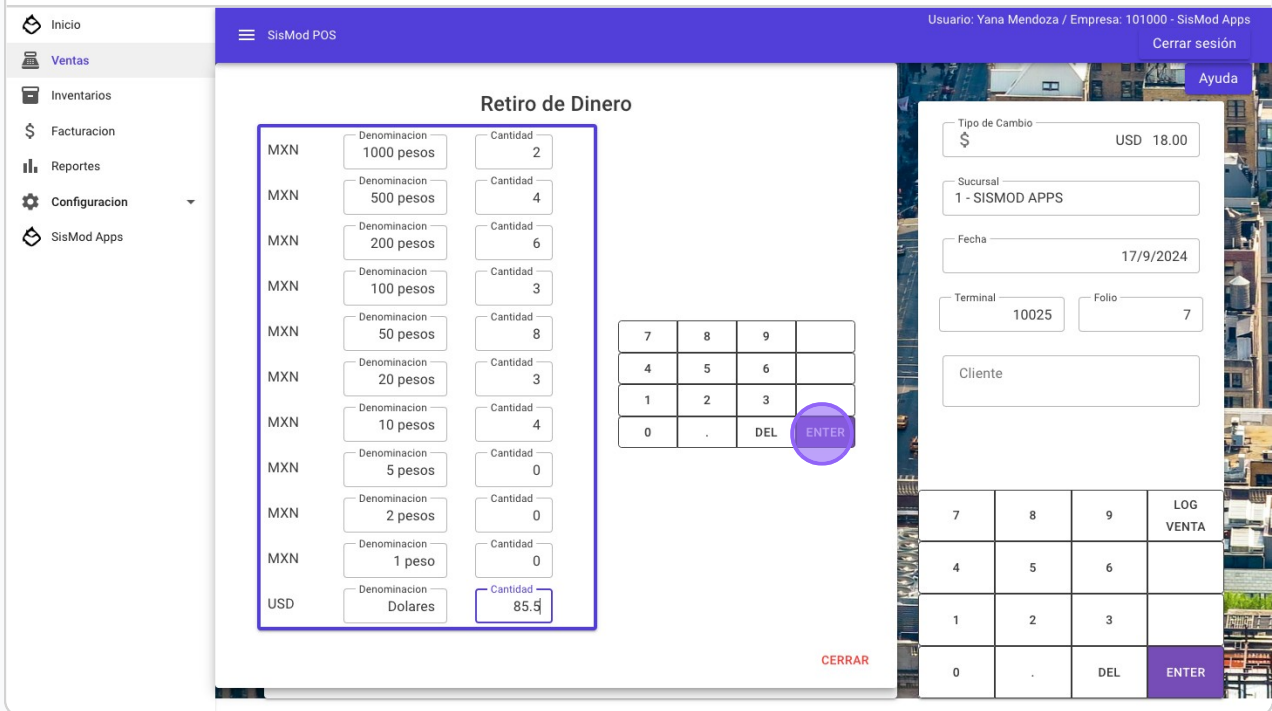 Inicio
Ventas
Inventarios
Facturacion
Reportes
Configuracion
SisMod Apps
SisMod POS
Usuario: Yana Mendoza / Empresa: 101000 - SisMod Apps
Cerrar sesión
Ayuda
Retiro de Dinero
MXN Denominacion 1000 pesos Cantidad 2
MXN Denominacion 500 pesos Cantidad 4
MXN Denominacion 200 pesos Cantidad 6
MXN Denominacion 100 pesos Cantidad 3
MXN Denominacion 50 pesos Cantidad 8
MXN Denominacion 20 pesos Cantidad 3
MXN Denominacion 10 pesos Cantidad 4
MXN Denominacion 5 pesos Cantidad 0
MXN Denominacion 2 pesos Cantidad 0
MXN Denominacion 1 peso Cantidad 0
USD Denominacion Dolares Cantidad 85.5
7 8 9
4 5 6
1 2 3
0 . DEL ENTER
CERRAR
Tipo de Cambio
$ USD 18.00
Sucursal
1 - SISMOD APPS
Fecha
17/9/2024
Terminal Folio
10025 7
Cliente
7 8 9 LOG VENTA
4 5 6
1 2 3
0 . DEL ENTER